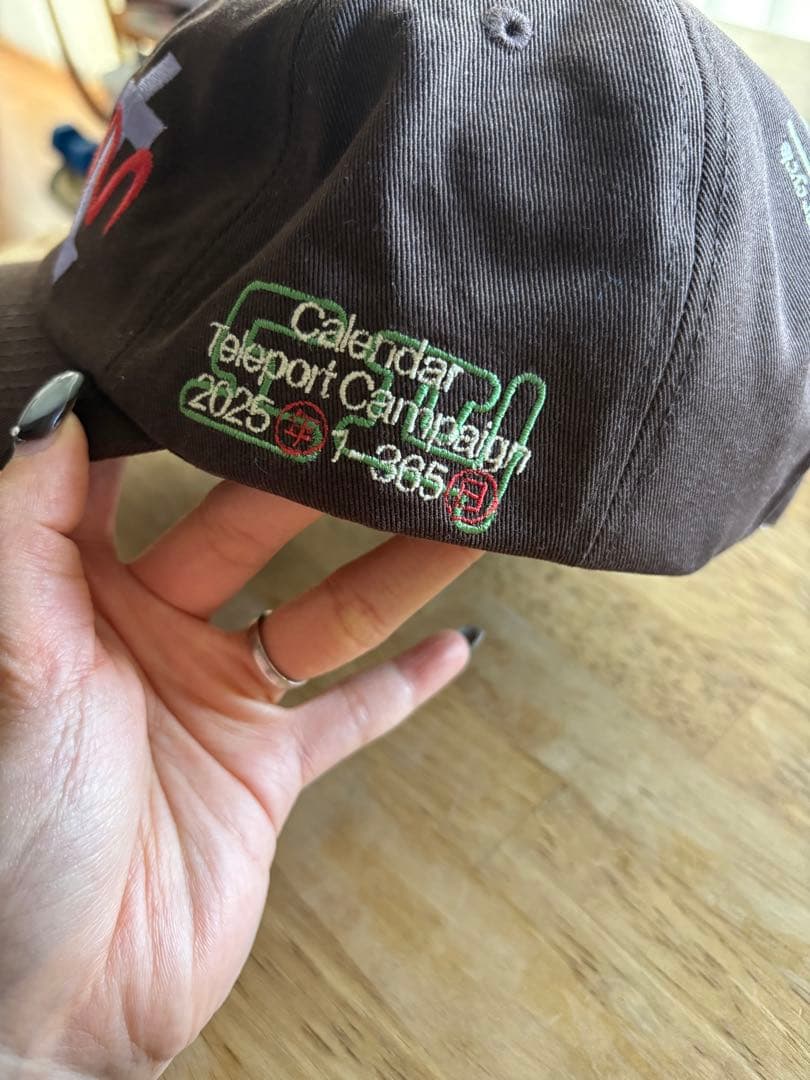 Calendar
Teleport Campaign
2025年 1-365日